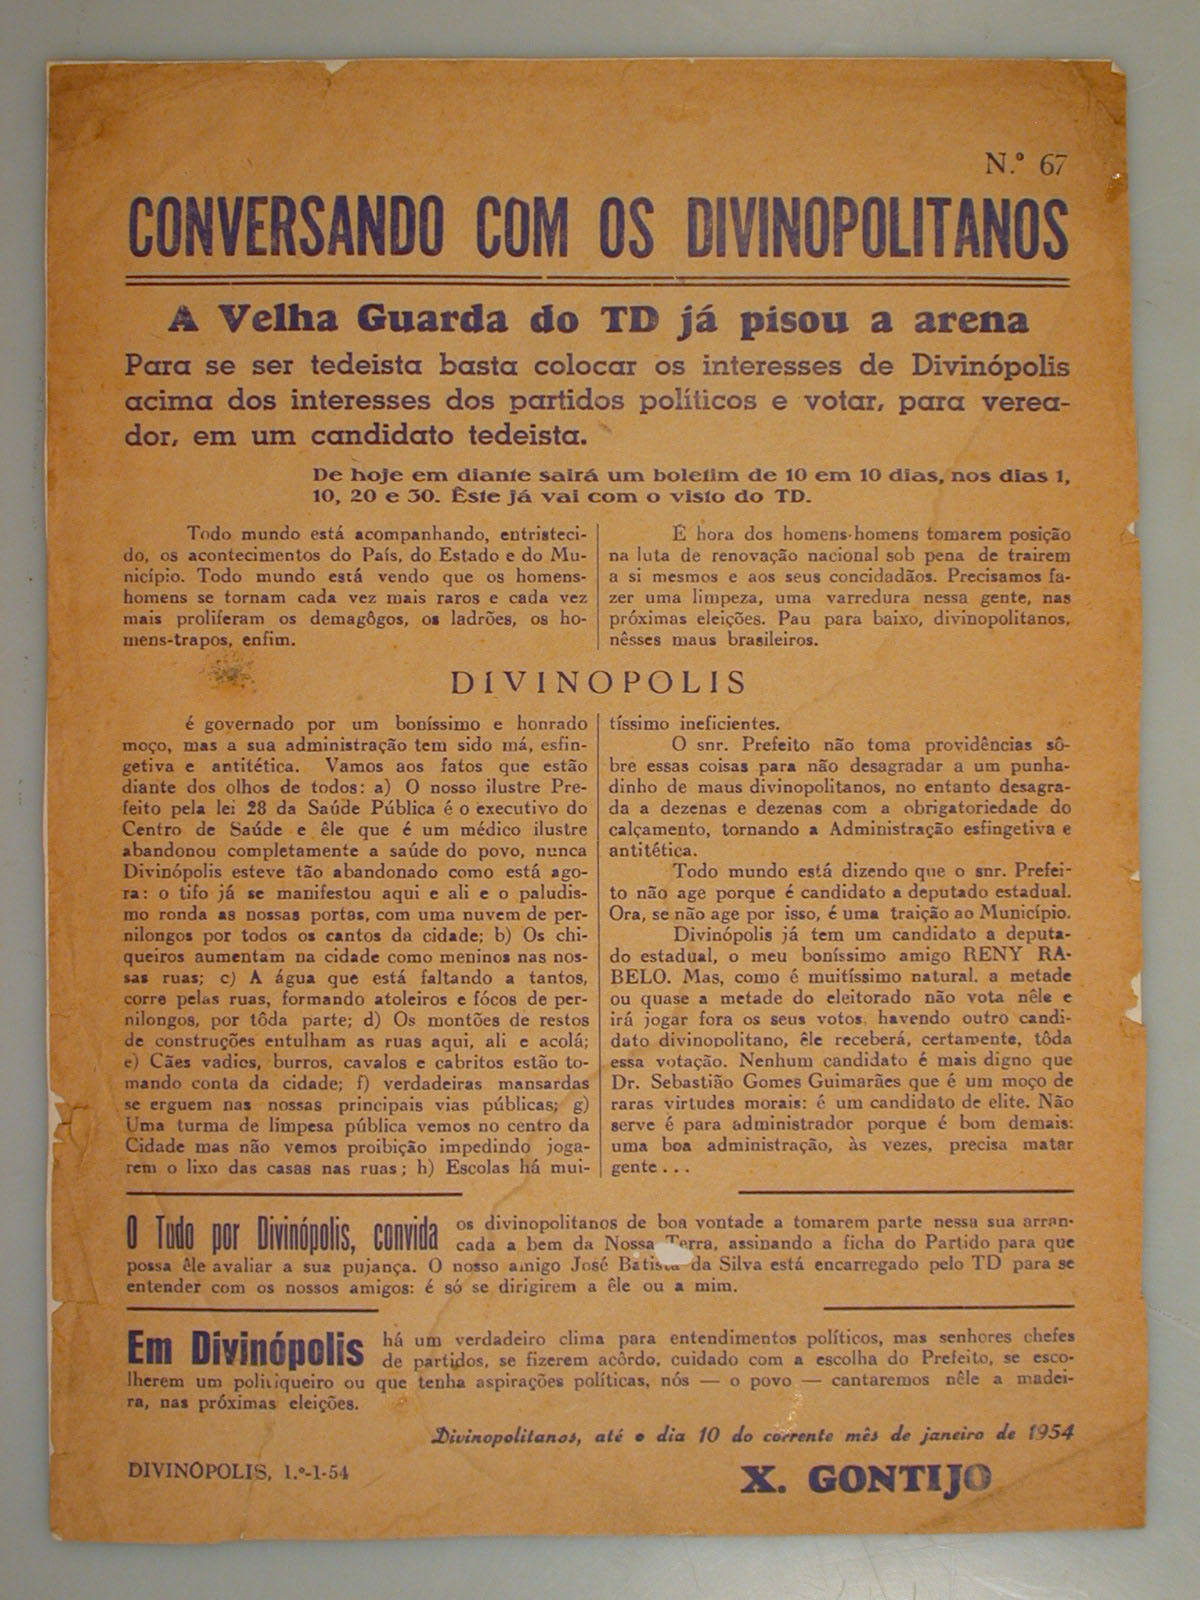 N.º 67
CONVERSANDO COM OS DIVINOPOLITANOS
A Velha Guarda do TD já pisou a arena
Para se ser tedeista basta colocar os interesses de Divinópolis
acima dos interesses dos partidos políticos e votar, para verea-
dor, em um candidato tedeista.
De hoje em diante sairá um boletim de 10 em 10 dias, nos dias 1,
10, 20 e 30. Êste já vai com o visto do TD.
Todo mundo está acompanhando, entristeci-
do, os acontecimentos do País, do Estado e do Mu-
nicípio. Todo mundo está vendo que os homens-
homens se tornam cada vez mais raros e cada vez
mais proliferam os demagôgos, os ladrões, os ho-
mens-trapos, enfim.
É hora dos homens-homens tomarem posição
na luta de renovação nacional sob pena de trairem
a si mesmos e aos seus concidadãos. Precisamos fa-
zer uma limpeza, uma varredura nessa gente, nas
próximas eleições. Pau para baixo, divinopolitanos,
nêsses maus brasileiros.
DIVINOPOLIS
é governado por um boníssimo e honrado
moço, mas a sua administração tem sido má, esfin-
getiva e antitética. Vamos aos fatos que estão
diante dos olhos de todos: a) O nosso ilustre Pre-
feito pela lei 28 da Saúde Pública é o executivo do
Centro de Saúde e êle que é um médico ilustre
abandonou completamente a saúde do povo, nunca
Divinópolis esteve tão abandonado como está ago-
ra: o tifo já se manifestou aqui e ali e o paludis-
mo ronda as nossas portas, com uma nuvem de per-
nilongos por todos os cantos da cidade; b) Os chi-
queiros aumentam na cidade como meninos nas nos-
sas ruas; c) A água que está faltando a tantos,
corre pelas ruas, formando atoleiros e fócos de per-
nilongos, por tôda parte; d) Os montões de restos
de construções entulham as ruas aqui, ali e acolá;
e) Cães vadios, burros, cavalos e cabritos estão to-
mando conta da cidade; f) verdadeiras mansardas
se erguem nas nossas principais vias públicas; g)
Uma turma de limpesa pública vemos no centro da
Cidade mas não vemos proibição impedindo joga-
rem o lixo das casas nas ruas; h) Escolas há mui-
tíssimo ineficientes.
O snr. Prefeito não toma providências sô-
bre essas coisas para não desagradar a um punha-
dinho de maus divinopolitanos, no entanto desagra-
da a dezenas e dezenas com a obrigatoriedade do
calçamento, tornando a Administração esfingetiva e
antitética.
Todo mundo está dizendo que o snr. Prefei-
to não age porque é candidato a deputado estadual.
Ora, se não age por isso, é uma traição ao Município.
Divinópolis já tem um candidato a deputa-
do estadual, o meu boníssimo amigo RENY RA-
BELO. Mas, como é muitíssimo natural. a metade
ou quase a metade do eleitorado não vota nêle e
irá jogar fora os seus votos, havendo outro candi-
dato divinopolitano, êle receberá, certamente, tôda
essa votação. Nenhum candidato é mais digno que
Dr. Sebastião Gomes Guimarães que é um moço de
raras virtudes morais: é um candidato de elite. Não
serve é para administrador porque é bom demais:
uma boa administração, às vezes, precisa matar
gente...
O Tudo por Divinópolis, convida os divinopolitanos de boa vontade a tomarem parte nessa sua arran-
cada a bem da Nossa Terra, assinando a ficha do Partido para que
possa êle avaliar a sua pujança. O nosso amigo José Batista da Silva está encarregado pelo TD para se
entender com os nossos amigos: é só se dirigirem a êle ou a mim.
Em Divinópolis há um verdadeiro clima para entendimentos políticos, mas senhores chefes
de partidos, se fizerem acôrdo, cuidado com a escolha do Prefeito, se esco-
lherem um politiqueiro ou que tenha aspirações políticas, nós — o povo — cantaremos nêle a madei-
ra, nas próximas eleições.
Divinopolitanos, até o dia 10 do corrente mês de janeiro de 1954
DIVINÓPOLIS, 1.º-1-54
X. GONTIJO